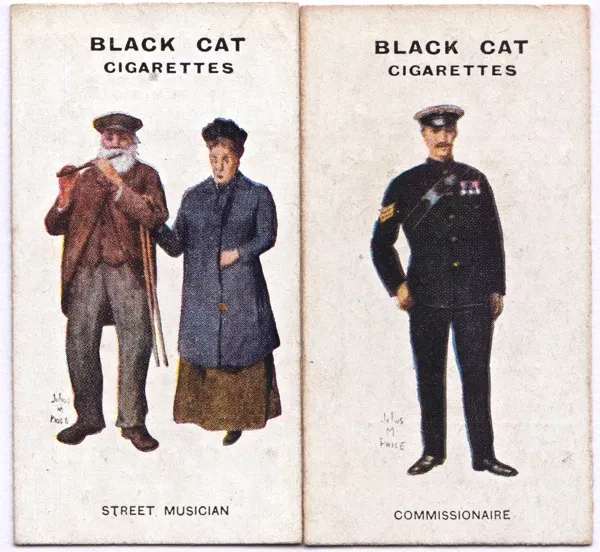 BLACK CAT
CIGARETTES
Julius
M
Price
STREET MUSICIAN
BLACK CAT
CIGARETTES
Julius
M.
PRICE
COMMISSIONAIRE